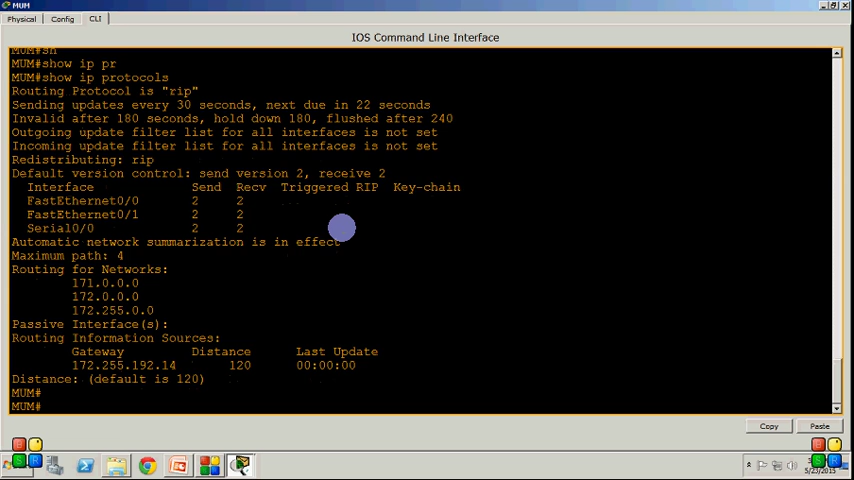 MUM
Physical Config CLI
IOS Command Line Interface
MUM#sh
MUM#show ip pr
MUM#show ip protocols
Routing Protocol is "rip"
Sending updates every 30 seconds, next due in 22 seconds
Invalid after 180 seconds, hold down 180, flushed after 240
Outgoing update filter list for all interfaces is not set
Incoming update filter list for all interfaces is not set
Redistributing: rip
Default version control: send version 2, receive 2
Interface Send Recv Triggered RIP Key-chain
FastEthernet0/0 2 2
FastEthernet0/1 2 2
Serial0/0 2 2
Automatic network summarization is in effect
Maximum path: 4
Routing for Networks:
171.0.0.0
172.0.0.0
172.255.0.0
Passive Interface(s):
Routing Information Sources:
Gateway Distance Last Update
172.255.192.14 120 00:00:00
Distance: (default is 120)
MUM#
MUM#
Copy Paste
5/23/2015